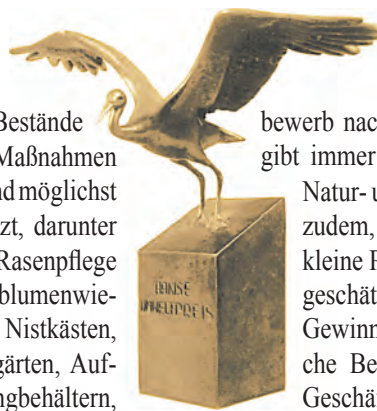 Bestände
Maßnahmen
nd möglichst
zt, darunter
Rasenpflege
blumenwie-
Nistkästen,
gärten, Auf-
ngbehältern,
HANSE
UMWELTPREIS
bewerb nac
gibt immer
Natur- u
zudem,
kleine P
geschät
Gewinn
che Be
Geschä